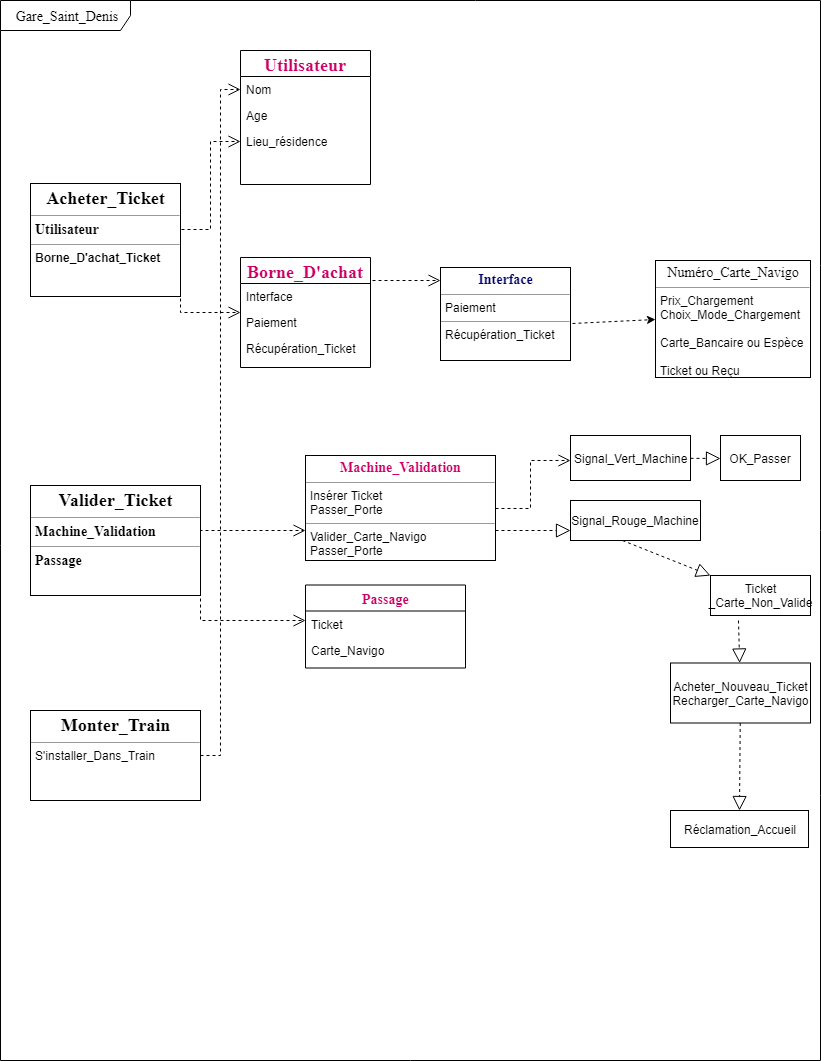 Gare_Saint_Denis
Utilisateur
Nom
Age
Lieu_résidence
Acheter_Ticket
Utilisateur
Borne_D'achat_Ticket
Borne_D'achat
Interface
Paiement
Récupération_Ticket
Interface
Paiement
Récupération_Ticket
Numéro_Carte_Navigo
Prix_Chargement
Choix_Mode_Chargement
Carte_Bancaire ou Espèce
Ticket ou Reçu
Valider_Ticket
Machine_Validation
Passage
Machine_Validation
Insérer Ticket
Passer_Porte
Valider_Carte_Navigo
Passer_Porte
Signal_Vert_Machine
OK_Passer
Signal_Rouge_Machine
Ticket
_Carte_Non_Valide
Passage
Ticket
Carte_Navigo
Acheter_Nouveau_Ticket
Recharger_Carte_Navigo
Monter_Train
S'installer_Dans_Train
Réclamation_Accueil